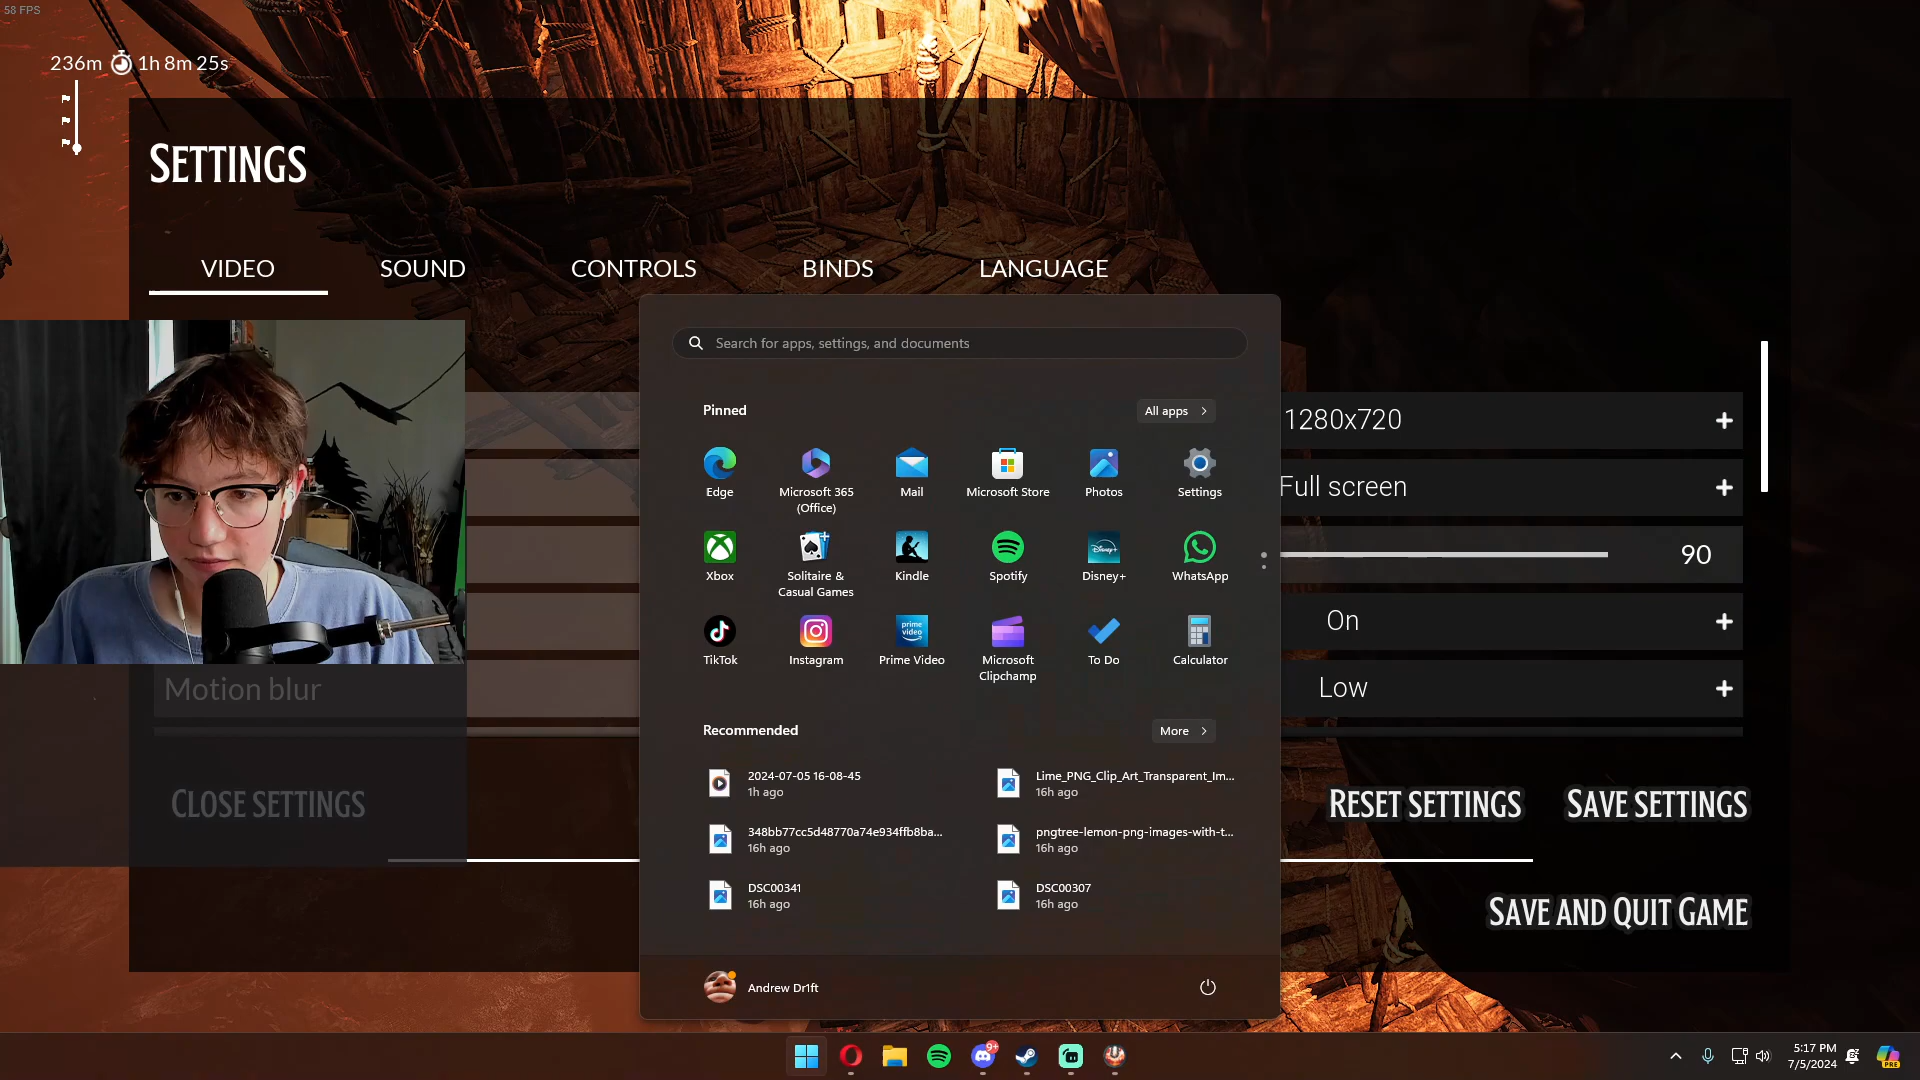 58 FPS
236m 1h 8m 25s
SETTINGS
VIDEO SOUND CONTROLS BINDS LANGUAGE
Search for apps, settings, and documents
Pinned All apps
Edge Microsoft 365 (Office) Mail Microsoft Store Photos Settings
Xbox Solitaire & Casual Games Kindle Spotify Disney+ WhatsApp
TikTok Instagram prime video Prime Video Microsoft Clipchamp To Do Calculator
1280x720
Full screen
90
On
Motion blur
Low
Recommended More
2024-07-05 16-08-45
1h ago
Lime_PNG_Clip_Art_Transparent_Im...
16h ago
348bb77cc5d48770a74e934ffb8ba...
16h ago
pngtree-lemon-png-images-with-t...
16h ago
DSC00341
16h ago
DSC00307
16h ago
CLOSE SETTINGS
RESET SETTINGS SAVE SETTINGS
SAVE AND QUIT GAME
Andrew Dr1ft
9+
5:17 PM
7/5/2024
PRE